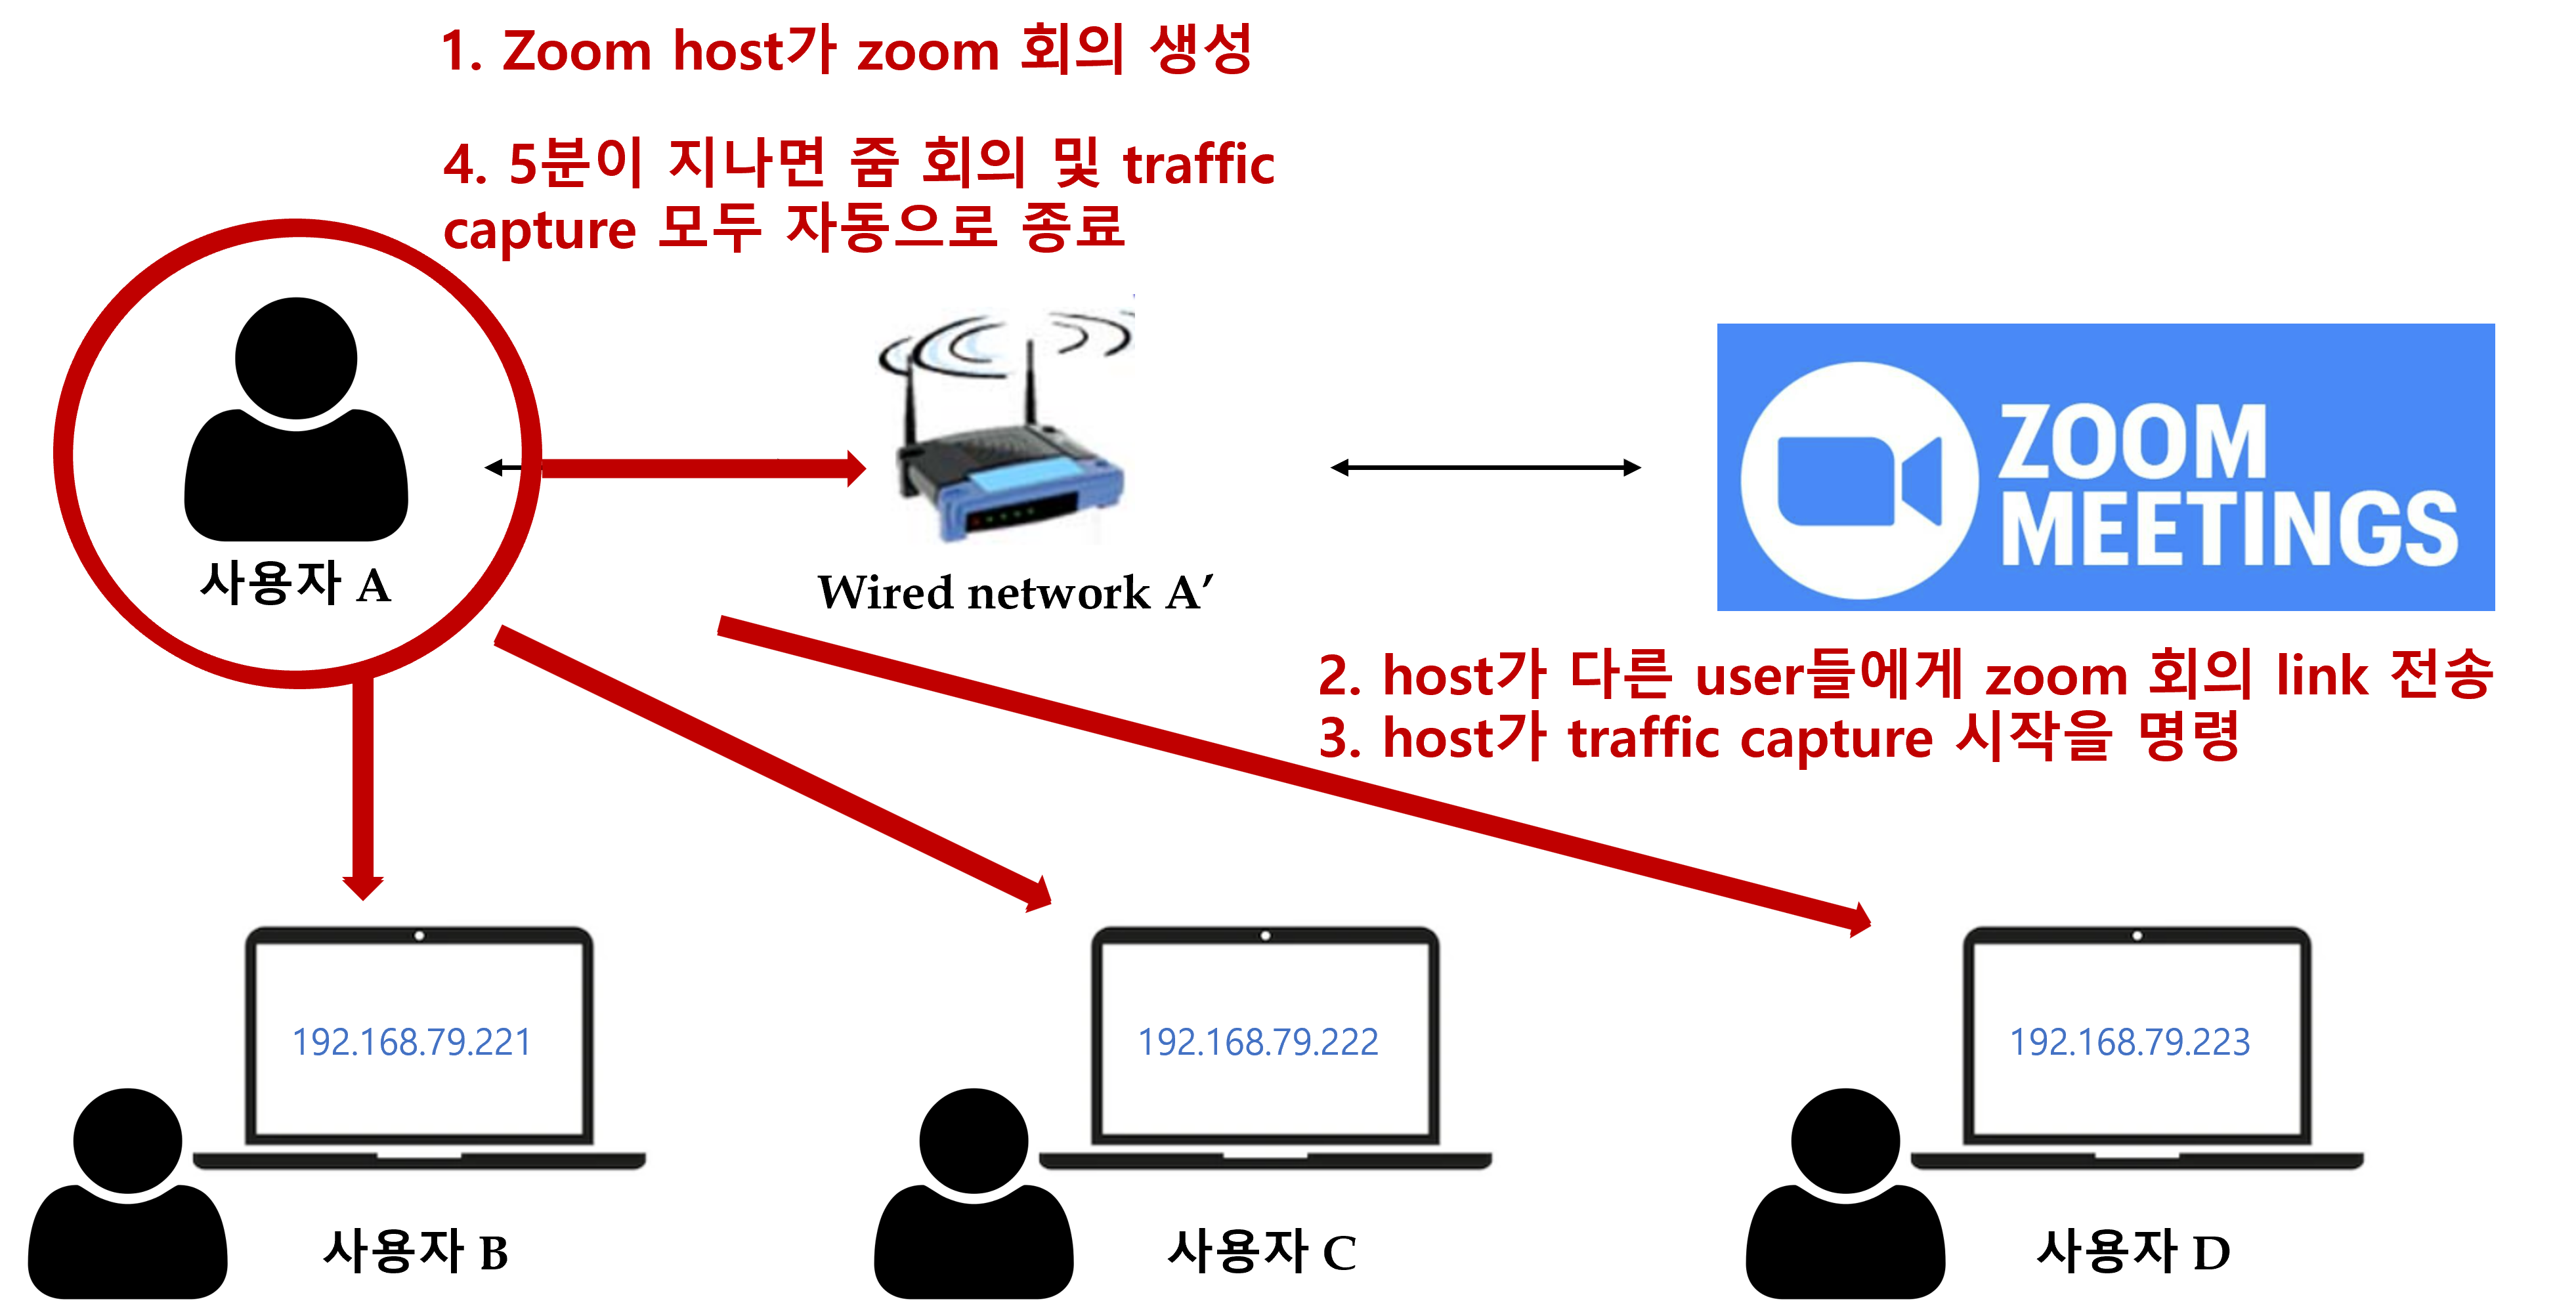 1. Zoom host가 zoom 회의 생성
4. 5분이 지나면 줌 회의 및 traffic
capture 모두 자동으로 종료
사용자 A
Wired network A’
ZOOM
MEETINGS
2. host가 다른 user들에게 zoom 회의 link 전송
3. host가 traffic capture 시작을 명령
192.168.79.221
192.168.79.222
192.168.79.223
사용자 B
사용자 C
사용자 D